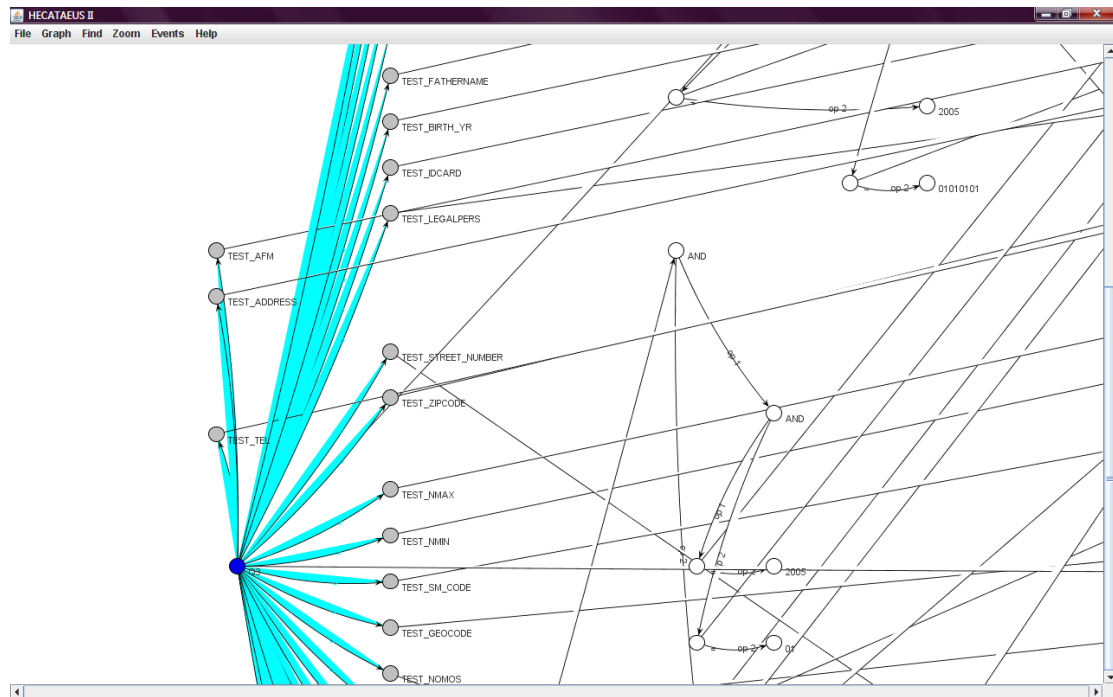 HECATAEUS II
File Graph Find Zoom Events Help
TEST_FATHERNAME
=
op 2
2005
TEST_BIRTH_YR
TEST_IDCARD
=
op 2
01010101
TEST_LEGALPERS
TEST_AFM
AND
TEST_ADDRESS
TEST_STREET_NUMBER
op 1
TEST_ZIPCODE
AND
TEST_TEL
TEST_NMAX
op 1
TEST_NMIN
op 2
Q3
=
op 2
2005
TEST_SM_CODE
TEST_GEOCODE
=
op 2
01
TEST_NOMOS